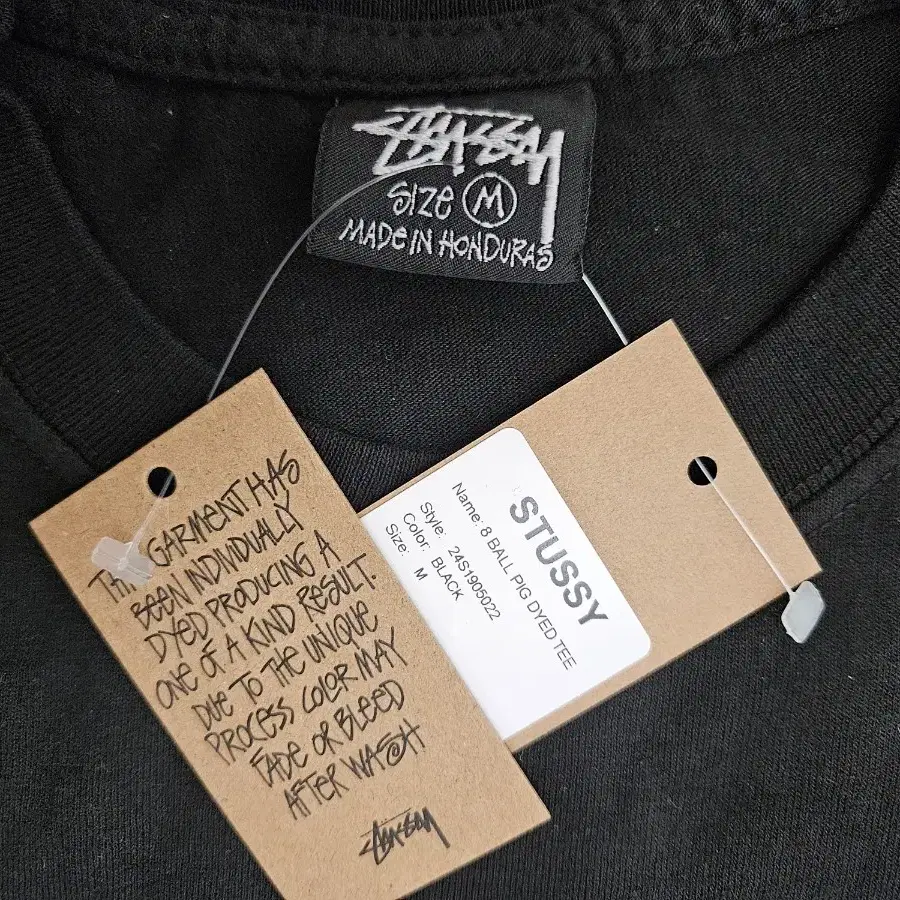 STUSSY
SIZE M
MADE IN HONDURAS
THIS GARMENT HAS
BEEN INDIVIDUALLY
DYED PRODUCING A
ONE OF A KIND RESULT.
DUE TO THE UNIQUE
PROCESS COLOR MAY
FADE OR BLEED
AFTER WASH
STUSSY
STUSSY
Name: 8 BALL PIG DYED TEE
Style: 24S1905022
Color: BLACK
Size: M